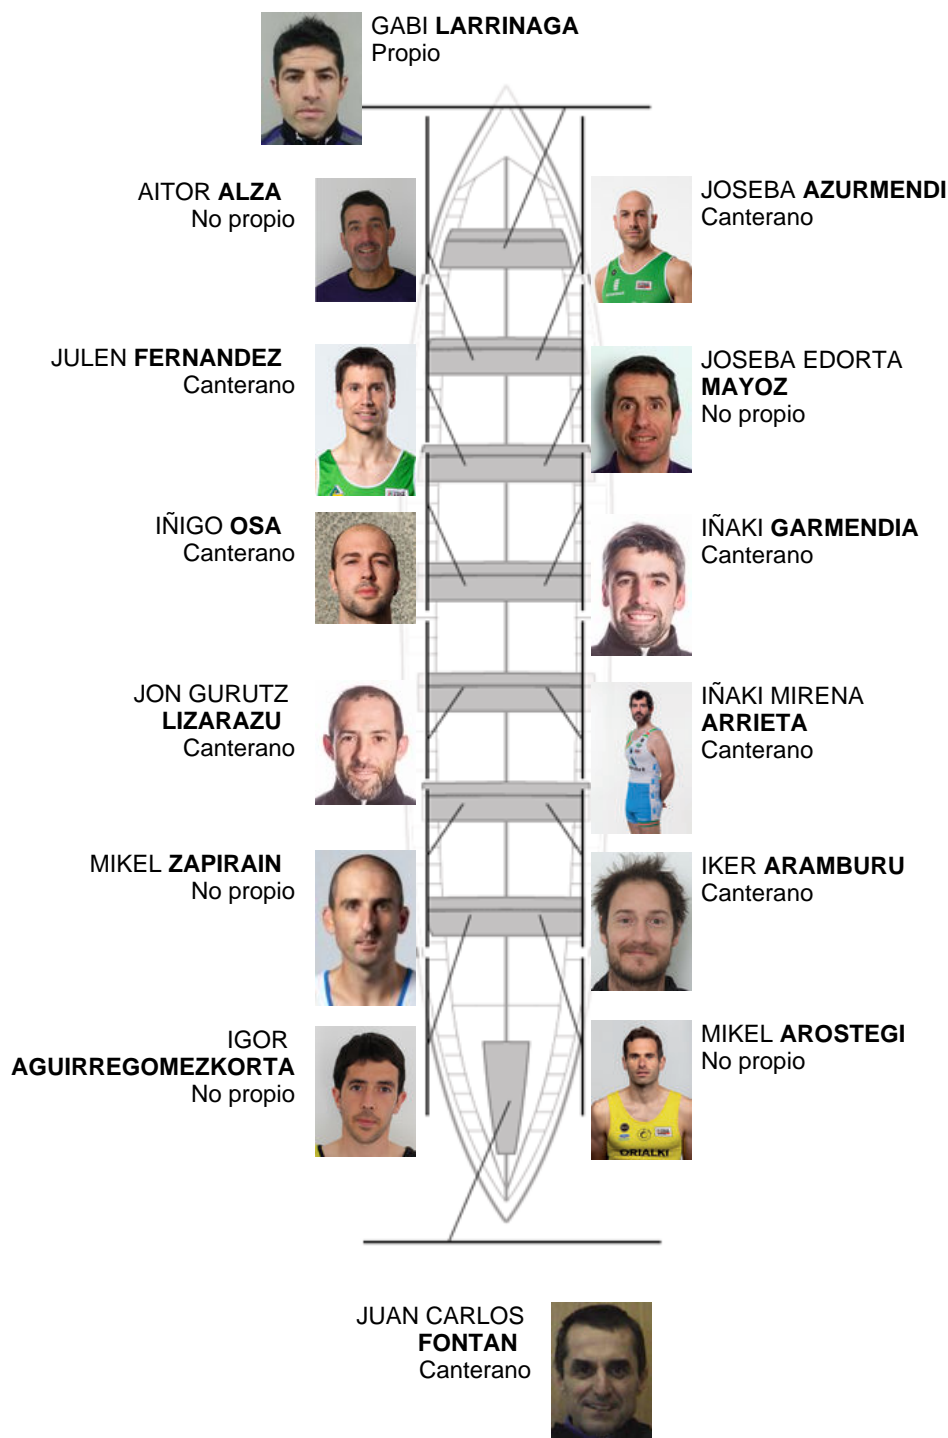 GABI LARRINAGA
Propio
AITOR ALZA
No propio
JOSEBA AZURMENDI
Canterano
JULEN FERNANDEZ
Canterano
JOSEBA EDORTA
MAYOZ
No propio
IÑIGO OSA
Canterano
IÑAKI GARMENDIA
Canterano
JON GURUTZ
LIZARAZU
Canterano
IÑAKI MIRENA
ARRIETA
Canterano
MIKEL ZAPIRAIN
No propio
IKER ARAMBURU
Canterano
IGOR
AGUIRREGOMEZKORTA
No propio
MIKEL AROSTEGI
No propio
ORIALKI
JUAN CARLOS
FONTAN
Canterano